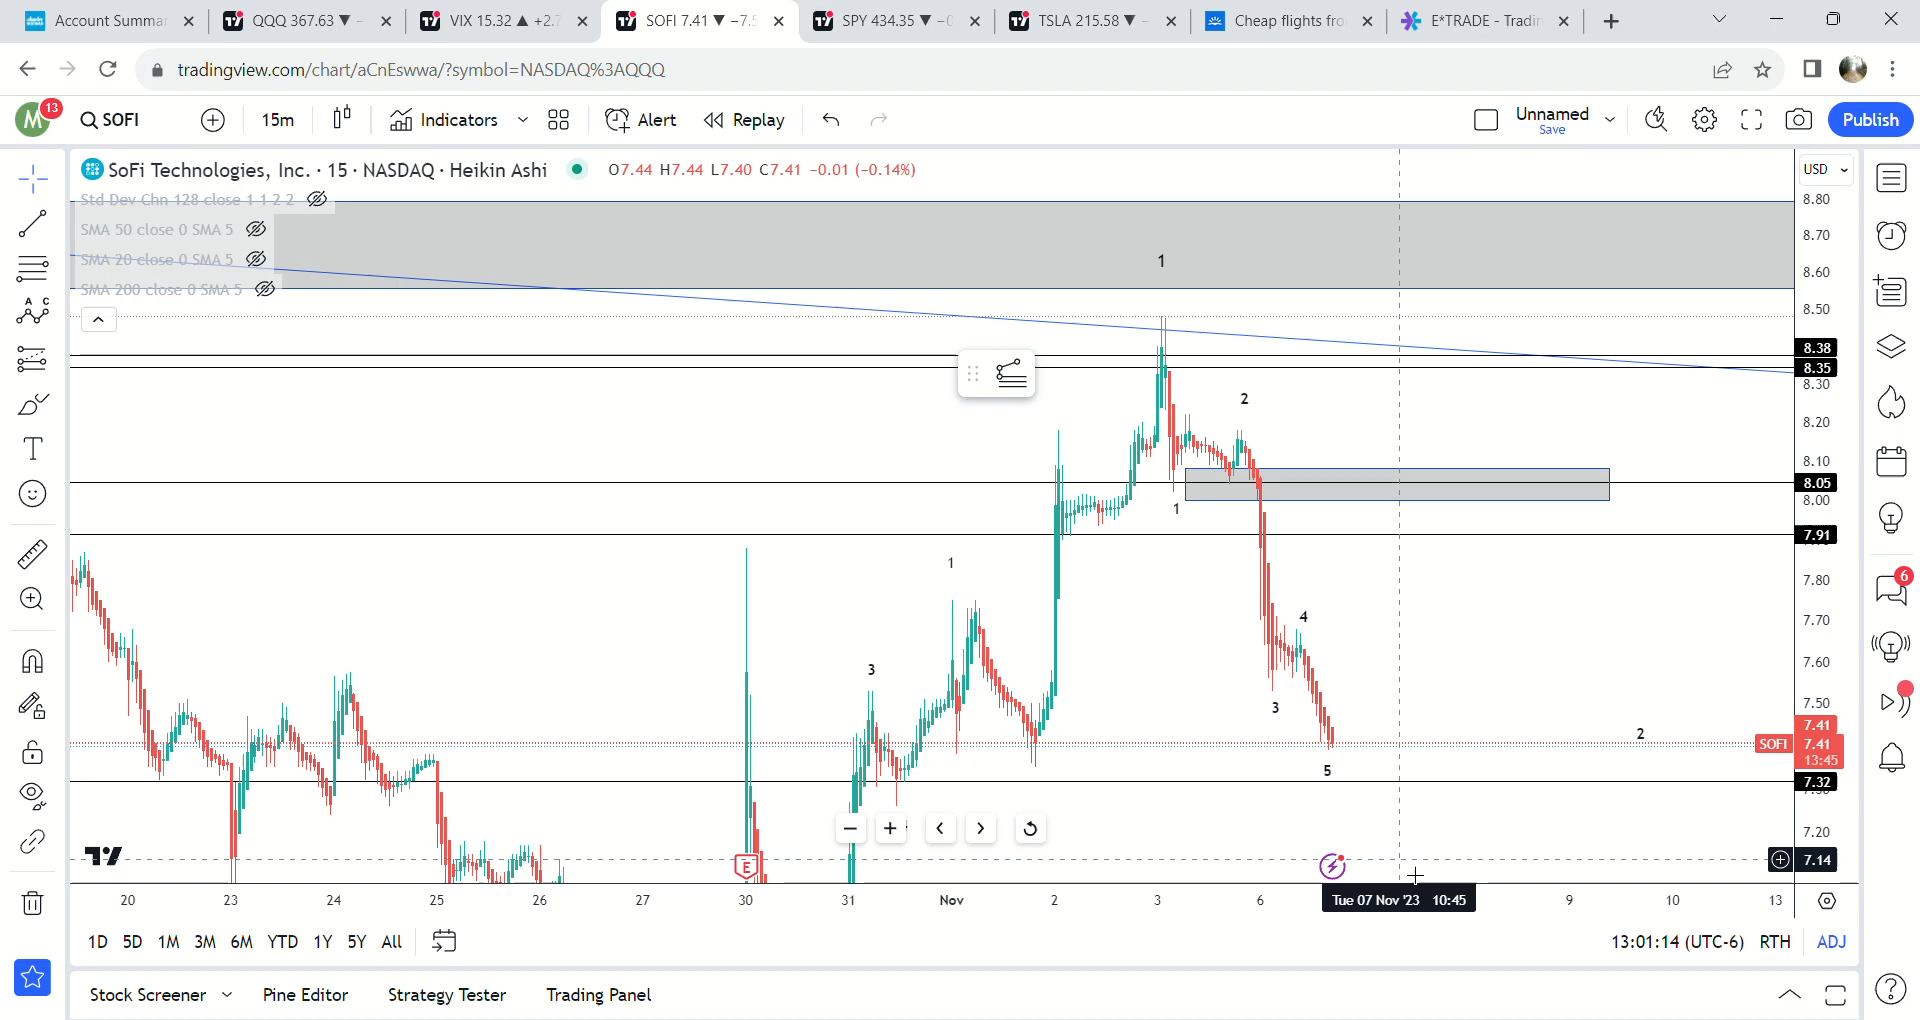 Account Summar
QQQ 367.63 ▼ −
VIX 15.32 ▲ +2.7
SOFI 7.41 ▼ −7.5
SPY 434.35 ▼ −0
TSLA 215.58 ▼ −
Cheap flights fro
E*TRADE - Tradin
tradingview.com/chart/aCnEswwa/?symbol=NASDAQ%3AQQQ
M 13
SOFI
15m
Indicators
Alert
Replay
Unnamed
Save
Publish
SoFi Technologies, Inc. · 15 · NASDAQ · Heikin Ashi
O7.44 H7.44 L7.40 C7.41 −0.01 (−0.14%)
USD
Std Dev Chn 128 close 1 1 2 2
SMA 50 close 0 SMA 5
SMA 20 close 0 SMA 5
SMA 200 close 0 SMA 5
8.80
8.70
8.60
8.50
8.38
8.35
8.30
8.20
8.10
8.05
8.00
7.91
7.80
7.70
7.60
7.50
7.41
SOFI 7.41
13:45
7.32
7.20
7.14
1
2
1
1
3
4
3
2
5
E
6
20 23 24 25 26 27 30 31 Nov 2 3 6 Tue 07 Nov '23 10:45 9 10 13
1D 5D 1M 3M 6M YTD 1Y 5Y All
13:01:14 (UTC-6) RTH ADJ
Stock Screener Pine Editor Strategy Tester Trading Panel